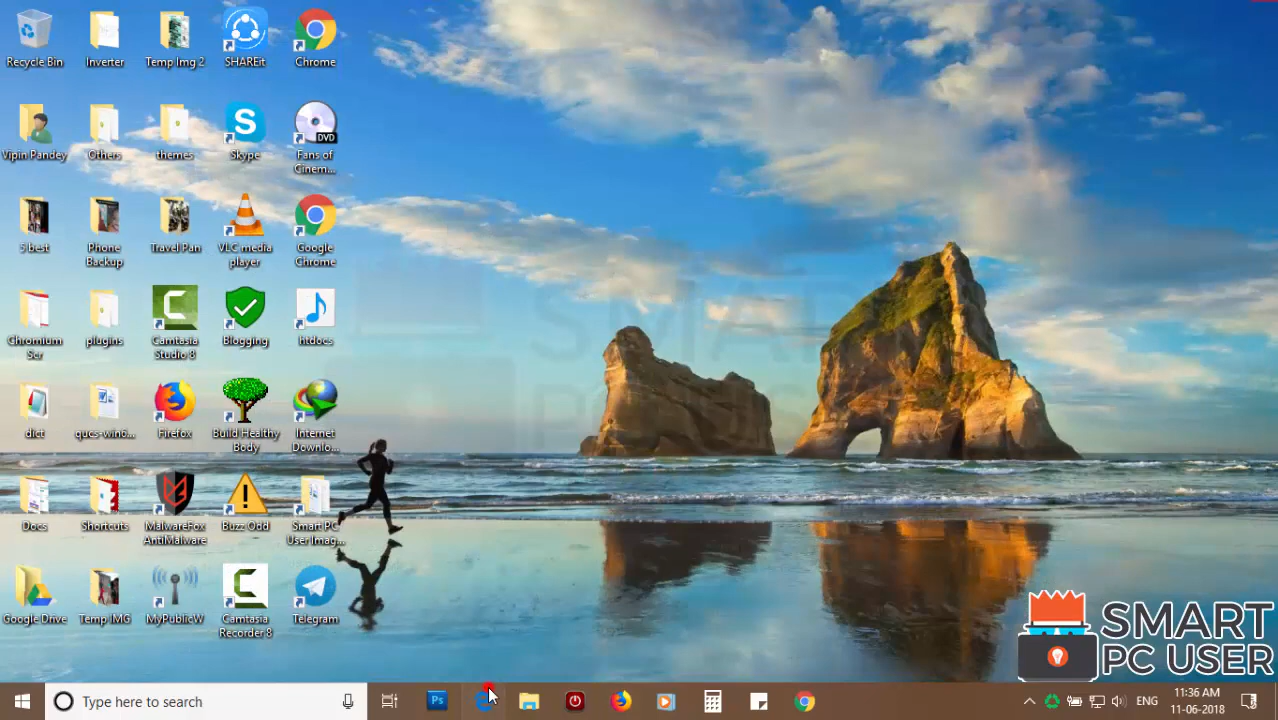 Recycle Bin
Inverter
Temp Img 2
SHAREit
Chrome
Vipin Pandey
Others
themes
Skype
DVD
Fans of
Cinem...
5 best
Phone
Backup
Travel Pan
VLC media
player
Google
Chrome
Chromium
Scr
plugins
Camtasia
Studio 8
Blogging
htdocs
dict
qucs-wino...
Firefox
Build Healthy
Body
Internet
Downlo...
Docs
Shortcuts
MalwareFox
AntiMalware
Buzz Odd
Smart PC
User Imag...
Google Drive
Temp IMG
MyPublicW
Camtasia
Recorder 8
Telegram
SMART
PC USER
Type here to search
Ps
ENG
11:36 AM
11-06-2018